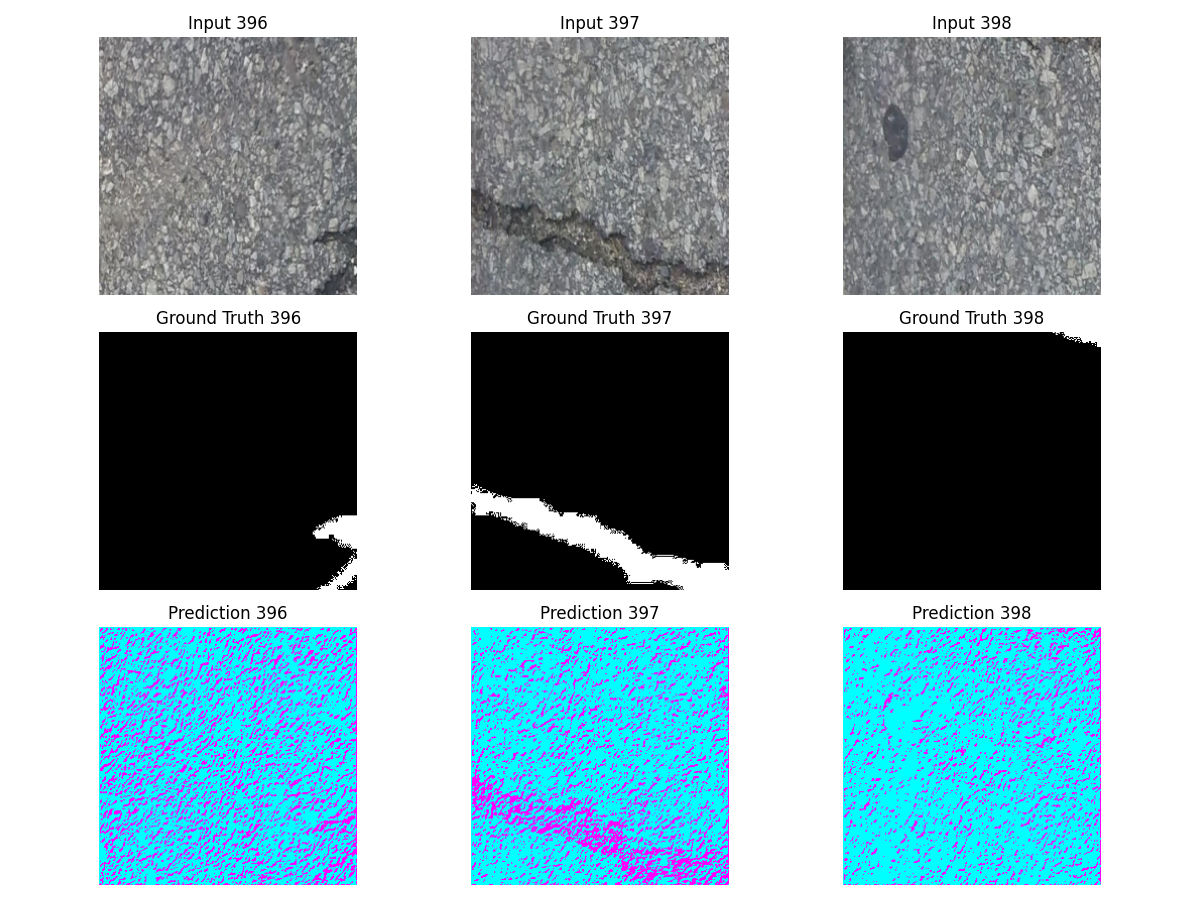 Input 396
Input 397
Input 398
Ground Truth 396
Ground Truth 397
Ground Truth 398
Prediction 396
Prediction 397
Prediction 398